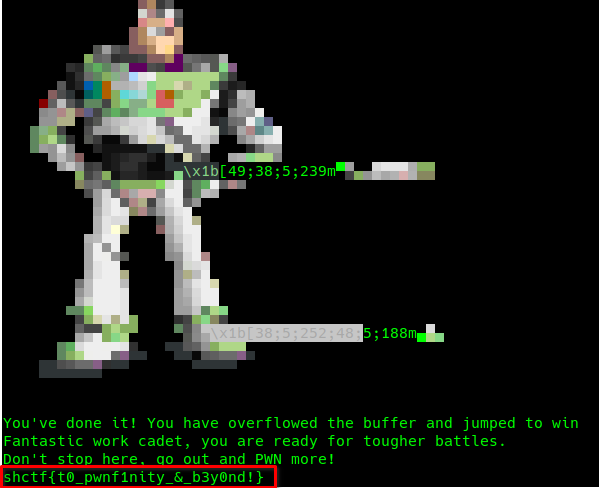 \x1b[49;38;5;239m
\x1b[38;5;252;48;5;188m
You've done it! You have overflowed the buffer and jumped to win
Fantastic work cadet, you are ready for tougher battles.
Don't stop here, go out and PWN more!
shctf{t0_pwnf1nity_&_b3y0nd!}